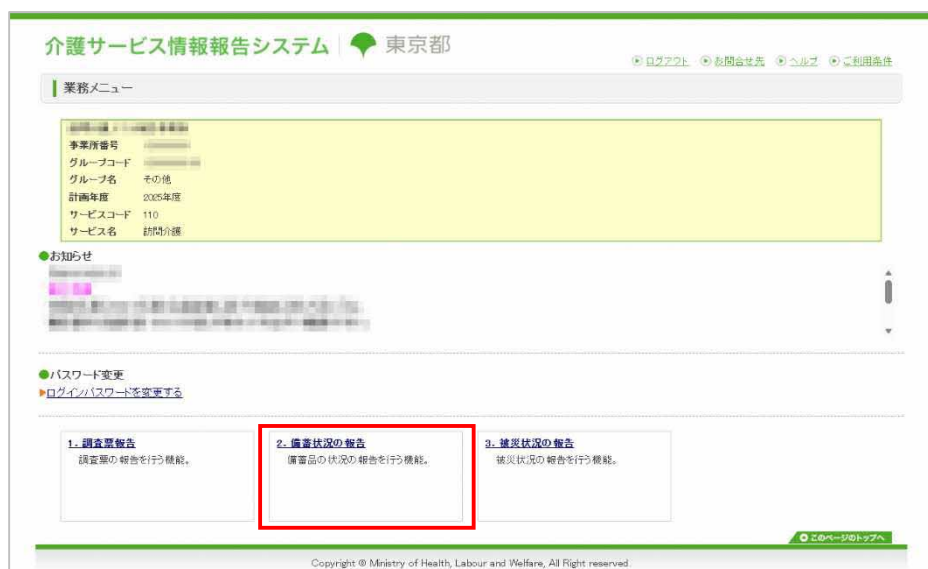 介護サービス情報報告システム 東京都
ログアウト お問合せ先 ヘルプ ご利用条件
業務メニュー
事業所番号
グループコード
グループ名 その他
計画年度 2025年度
サービスコード 110
サービス名 訪問介護
●お知らせ
●パスワード変更
▶ログインパスワードを変更する
1. 調査票報告
調査票の報告を行う機能。
2. 備蓄状況の報告
備蓄品の状況の報告を行う機能。
3. 被災状況の報告
被災状況の報告を行う機能。
このページのトップへ
Copyright © Ministry of Health, Labour and Welfare, All Right reserved.